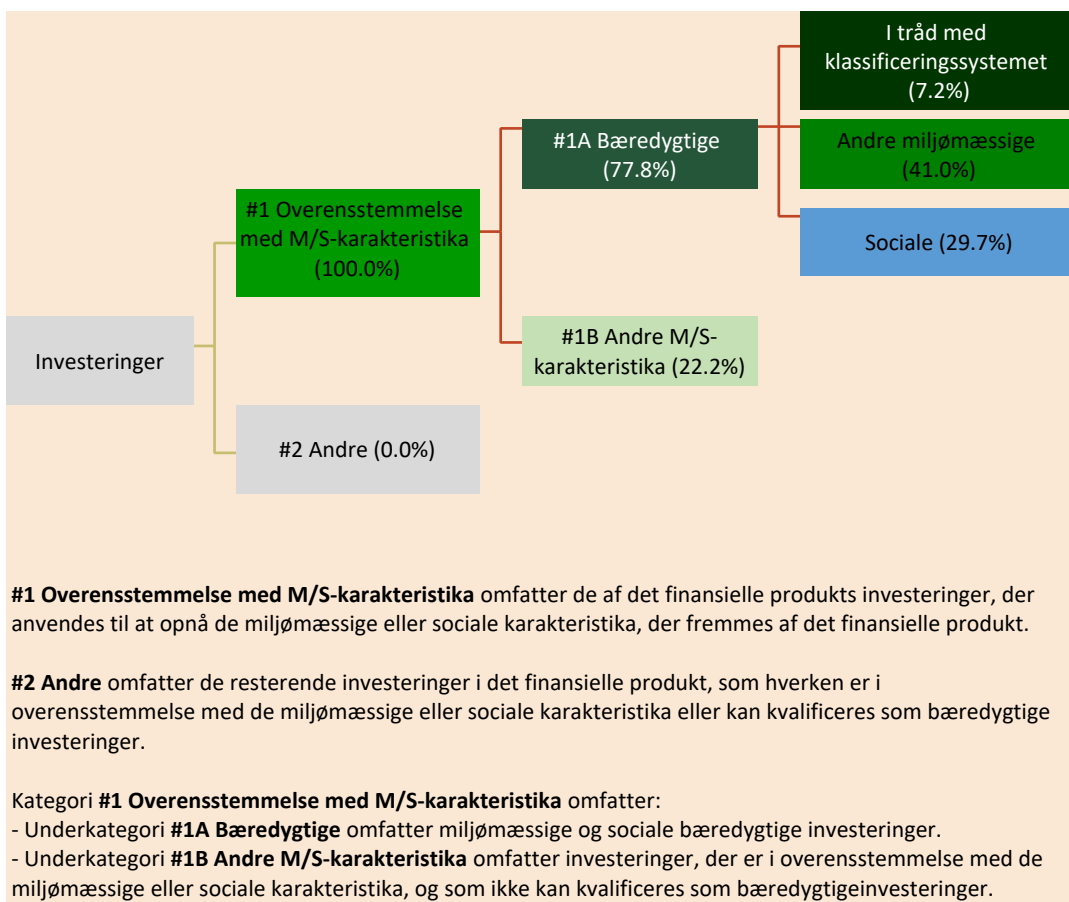 I tråd med
klassificeringssystemet
(7.2%)
#1A Bæredygtige
(77.8%)
Andre miljømæssige
(41.0%)
#1 Overensstemmelse
med M/S-karakteristika
(100.0%)
Sociale (29.7%)
Investeringer
#1B Andre M/S-
karakteristika (22.2%)
#2 Andre (0.0%)
#1 Overensstemmelse med M/S-karakteristika omfatter de af det finansielle produkts investeringer, der
anvendes til at opnå de miljømæssige eller sociale karakteristika, der fremmes af det finansielle produkt.
#2 Andre omfatter de resterende investeringer i det finansielle produkt, som hverken er i
overensstemmelse med de miljømæssige eller sociale karakteristika eller kan kvalificeres som bæredygtige
investeringer.
Kategori #1 Overensstemmelse med M/S-karakteristika omfatter:
- Underkategori #1A Bæredygtige omfatter miljømæssige og sociale bæredygtige investeringer.
- Underkategori #1B Andre M/S-karakteristika omfatter investeringer, der er i overensstemmelse med de
miljømæssige eller sociale karakteristika, og som ikke kan kvalificeres som bæredygtigeinvesteringer.